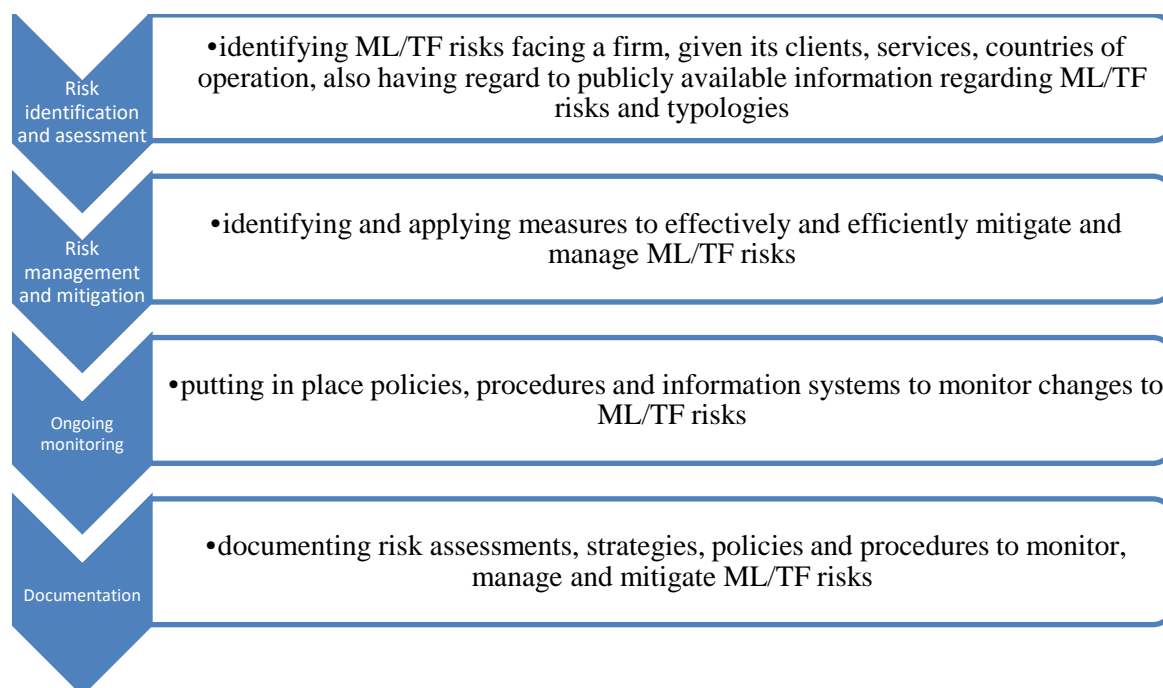 Risk
identification
and asessment
•identifying ML/TF risks facing a firm, given its clients, services, countries of
operation, also having regard to publicly available information regarding ML/TF
risks and typologies
Risk
management
and mitigation
•identifying and applying measures to effectively and efficiently mitigate and
manage ML/TF risks
Ongoing
monitoring
•putting in place policies, procedures and information systems to monitor changes to
ML/TF risks
Documentation
•documenting risk assessments, strategies, policies and procedures to monitor,
manage and mitigate ML/TF risks